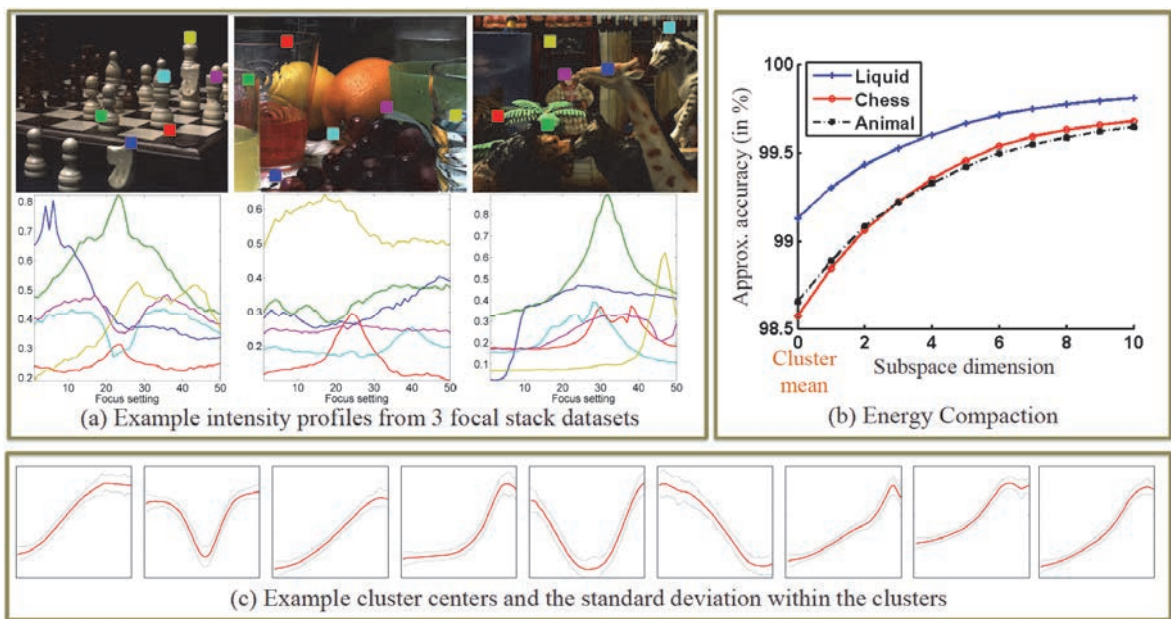 0.8
0.7
0.6
0.5
0.4
0.3
0.2
10 20 30 40 50
Focus setting
0.6
0.5
0.4
0.3
0.2
10 20 30 40 50
Focus setting
0.8
0.7
0.6
0.5
0.4
0.3
0.2
0.1
10 20 30 40 50
Focus setting
(a) Example intensity profiles from 3 focal stack datasets
Approx. accuracy (in %)
100
99.5
99
98.5
Liquid
Chess
Animal
0 2 4 6 8 10
Cluster
mean
Subspace dimension
(b) Energy Compaction
(c) Example cluster centers and the standard deviation within the clusters